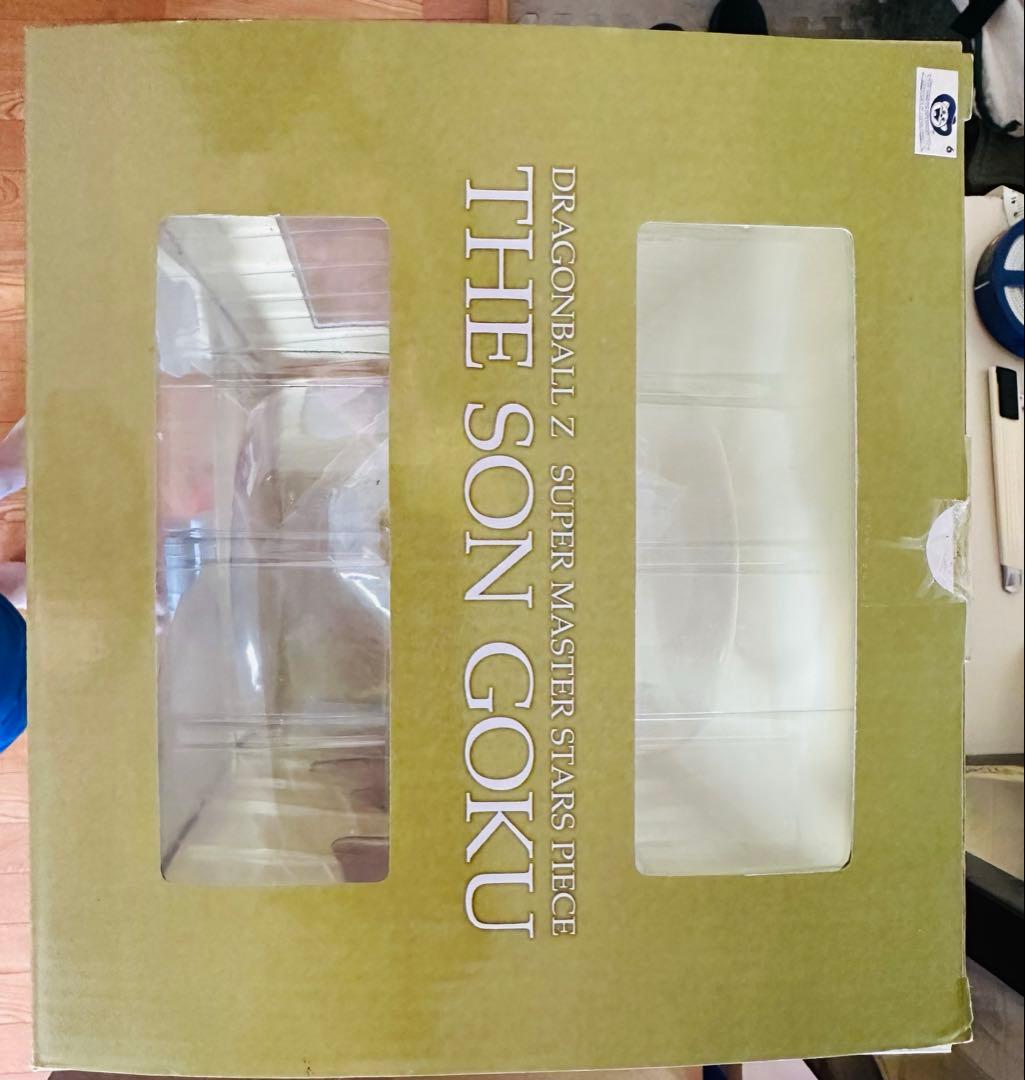 DRAGONBALL Z SUPER MASTER STARS PIECE
THE SON GOKU